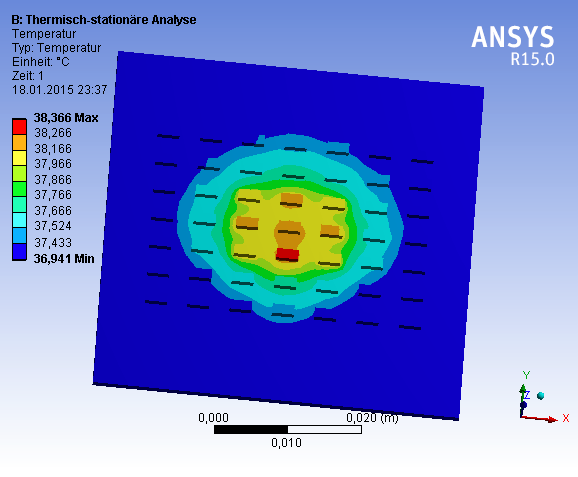 B: Thermisch-stationäre Analyse
Temperatur
Typ: Temperatur
Einheit: °C
Zeit: 1
18.01.2015 23:37
ANSYS
R15.0
38,366 Max
38,266
38,166
37,966
37,866
37,766
37,666
37,524
37,433
36,941 Min
0,000
0,020 (m)
0,010
Y
Z
X